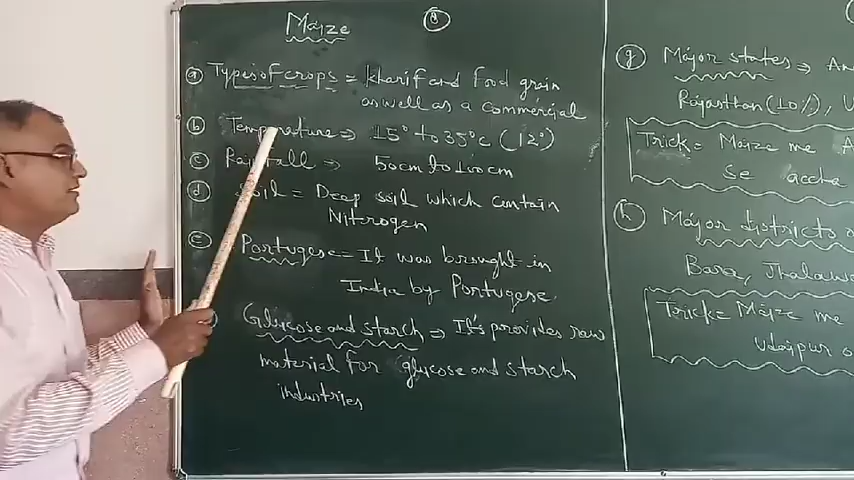 Maize
ⓐ Types of crops = kharif and Food grain
as well as a commercial
ⓑ Temperature ⇒ 15° to 35°c (12°)
ⓒ Rainfall ⇒ 50cm to 100cm
ⓓ Soil = Deep soil which contain
Nitrogen
ⓔ Portugese = It was brought in
India by Portugese.
Glucose and starch ⇒ It's provides raw
material for glucose and starch
industries
ⓖ Major states ⇒
Rajasthan (10%),
Trick = Maize me
se accha
ⓗ Major districts
Bara,
Trick = Maize me
Udaipur